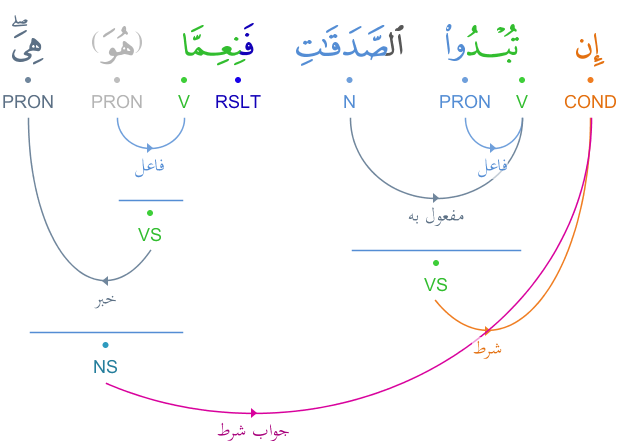 إِن تُبْدُوا۟ ٱلصَّدَقَٰتِ فَنِعِمَّا (هُوَ) هِىَ ۖ
COND V PRON N RSLT V PRON PRON
فاعل فاعل
مفعول به
VS
VS
خبر
شرط
NS
جواب شرط